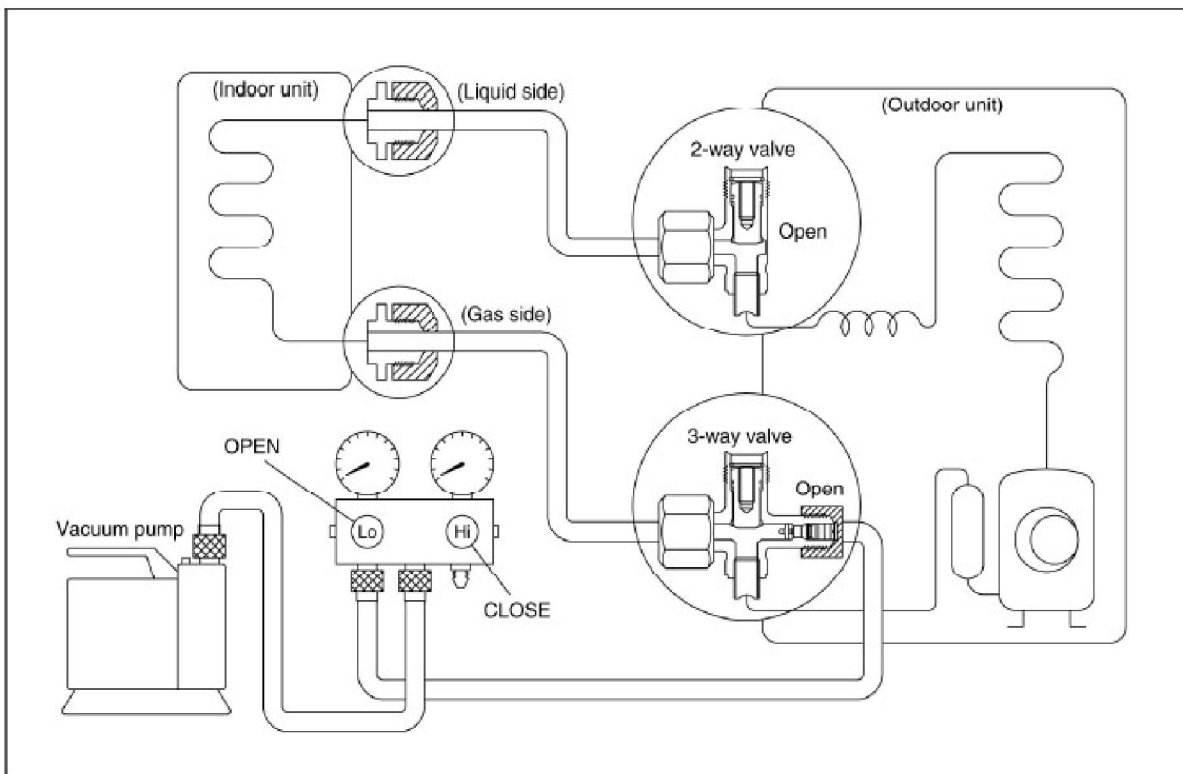 (Indoor unit)
(Liquid side)
(Outdoor unit)
2-way valve
Open
(Gas side)
3-way valve
OPEN
Open
Vacuum pump
Lo
Hi
CLOSE